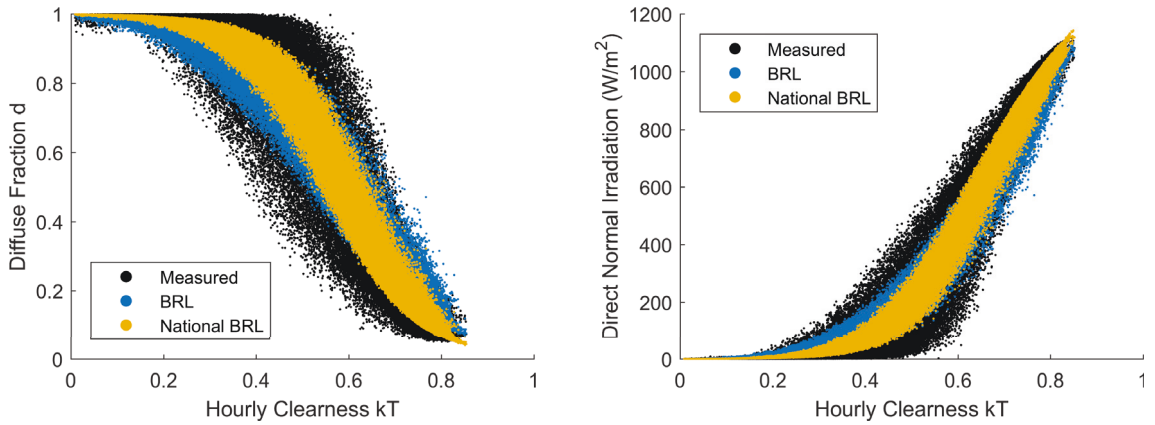 1
0.8
0.6
0.4
0.2
0
Diffuse Fraction d
Measured
BRL
National BRL
0
0.2
0.4
0.6
0.8
1
Hourly Clearness kT
1200
1000
800
600
400
200
0
Direct Normal Irradiation (W/m²)
Measured
BRL
National BRL
0
0.2
0.4
0.6
0.8
1
Hourly Clearness kT